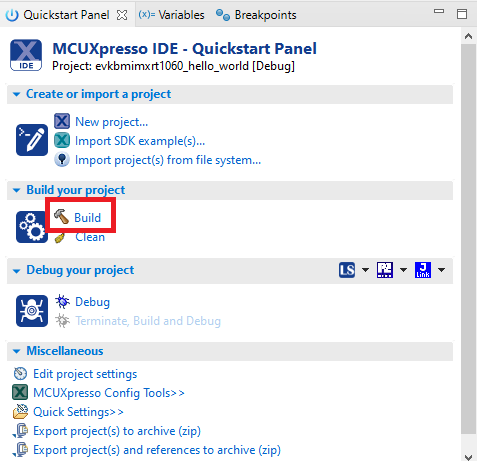 Quickstart Panel (x)= Variables Breakpoints
IDE
MCUXpresso IDE - Quickstart Panel
Project: evkbmimxrt1060_hello_world [Debug]
Create or import a project
New project...
Import SDK example(s)...
Import project(s) from file system...
Build your project
Build
Clean
Debug your project
LS
PE
J
Link
Debug
Terminate, Build and Debug
Miscellaneous
Edit project settings
MCUXpresso Config Tools>>
Quick Settings>>
Export project(s) to archive (zip)
Export project(s) and references to archive (zip)